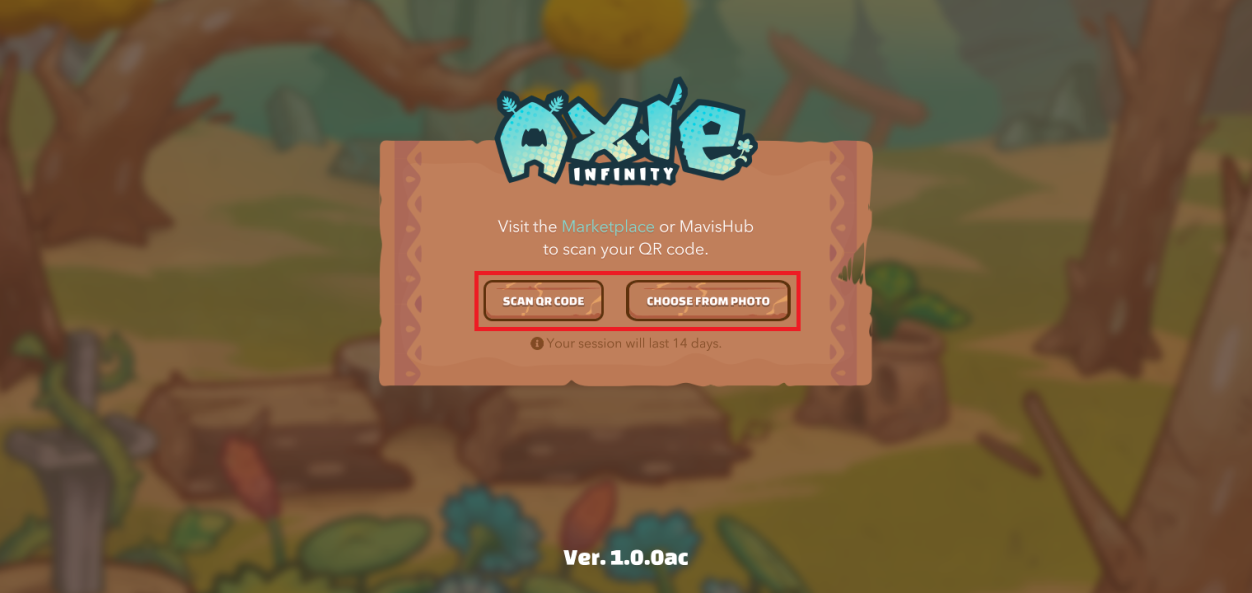 Axie
INFINITY
Visit the Marketplace or MavisHub
to scan your QR code.
SCAN QR CODE
CHOOSE FROM PHOTO
Your session will last 14 days.
Ver. 1.0.0ac